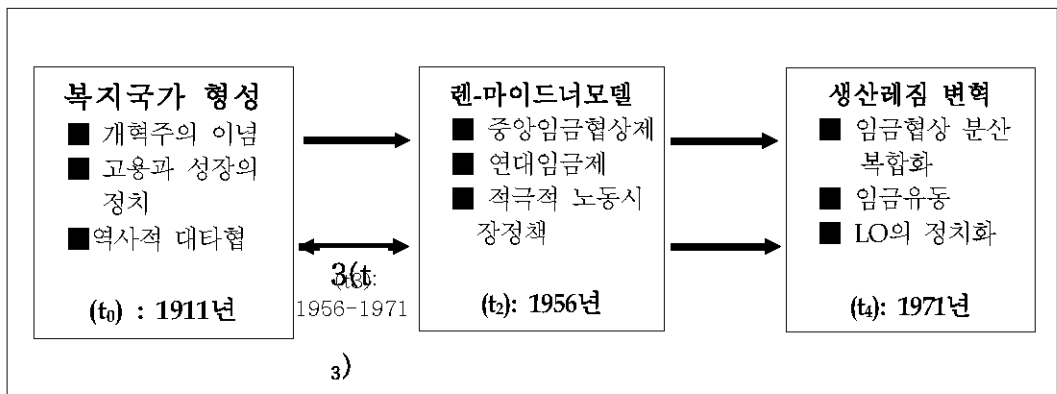 복지국가 형성
■ 개혁주의 이념
■ 고용과 성장의
정치
■역사적 대타협
(t₀) : 1911년
3(t
(t3):
1956-1971
3)
렌-마이드너모델
■ 중앙임금협상제
■ 연대임금제
■ 적극적 노동시
장정책
(t₂): 1956년
생산레짐 변혁
■ 임금협상 분산
복합화
■ 임금유동
■ LO의 정치화
(t₄): 1971년